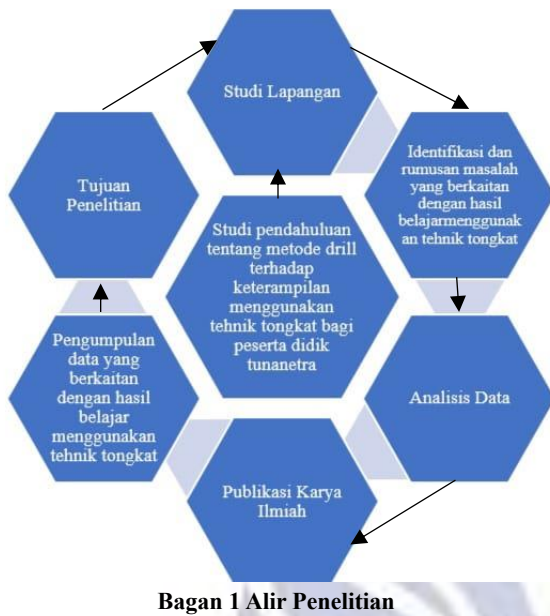 Studi Lapangan
Tujuan
Penelitian
Identifikasi dan
rumusan masalah
yang berkaitan
dengan hasil
belajarmenggunak
an tehnik tongkat
Studi pendahuluan
tentang metode drill
terhadap
keterampilan
menggunakan
tehnik tongkat bagi
peserta didik
tunanetra
Pengumpulan
data yang
berkaitan
dengan hasil
belajar
menggunakan
tehnik tongkat
Analisis Data
Publikasi Karya
Ilmiah
Bagan 1 Alir Penelitian